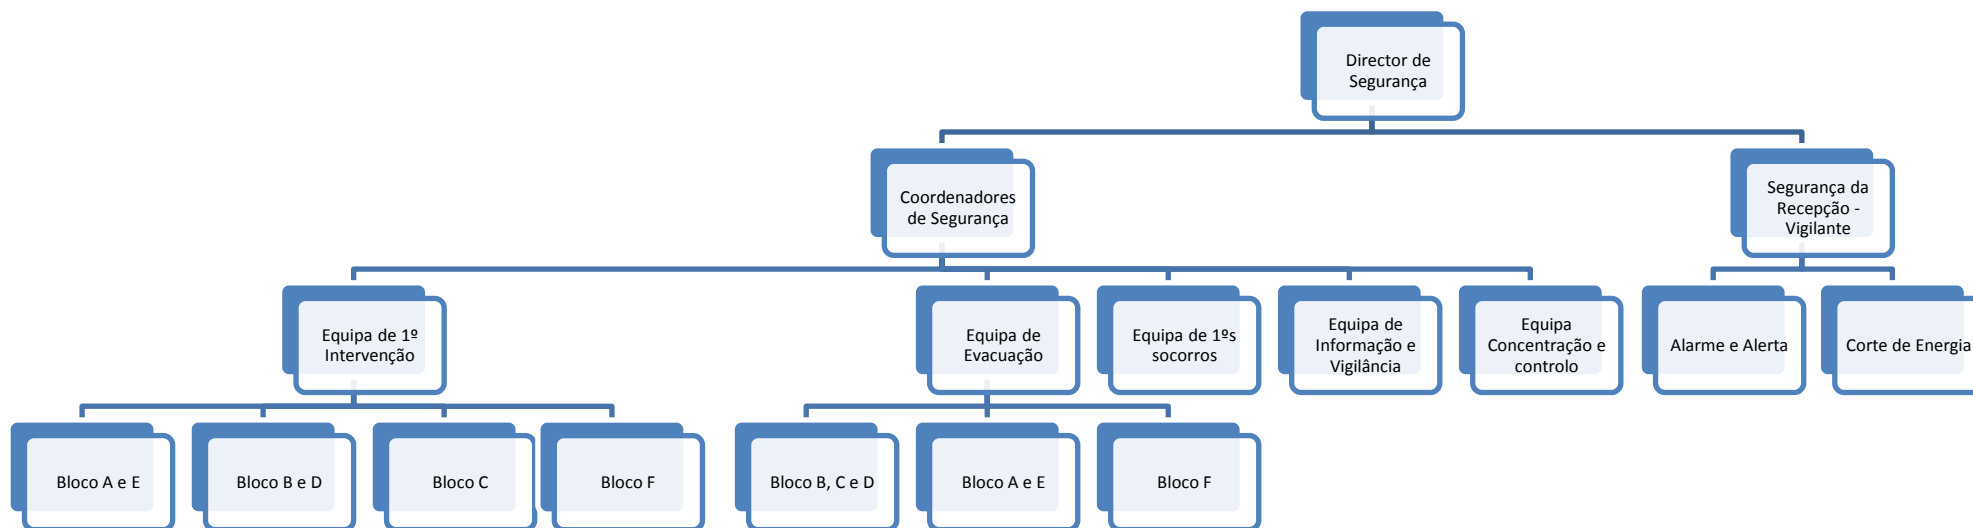 Director de
Segurança
Coordenadores
de Segurança
Segurança da
Recepção -
Vigilante
Equipa de 1º
Intervenção
Equipa de
Evacuação
Equipa de 1ºs
socorros
Equipa de
Informação e
Vigilância
Equipa
Concentração e
controlo
Alarme e Alerta
Corte de Energia
Bloco A e E
Bloco B e D
Bloco C
Bloco F
Bloco B, C e D
Bloco A e E
Bloco F